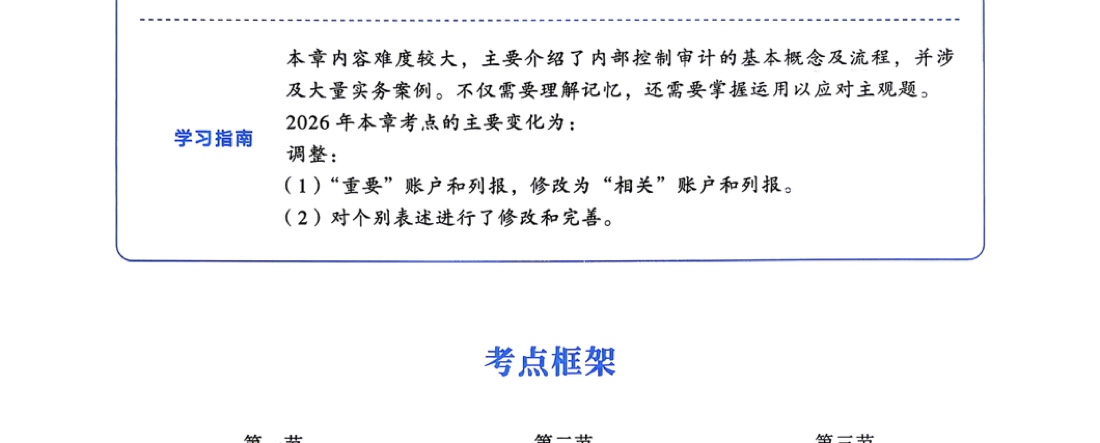 本章内容难度较大，主要介绍了内部控制审计的基本概念及流程，并涉
及大量实务案例。不仅需要理解记忆，还需要掌握运用以应对主观题。
2026年本章考点的主要变化为：
学习指南
调整：
（1）“重要”账户和列报，修改为“相关”账户和列报。
（2）对个别表述进行了修改和完善。
考点框架
第一节 第二节 第三节